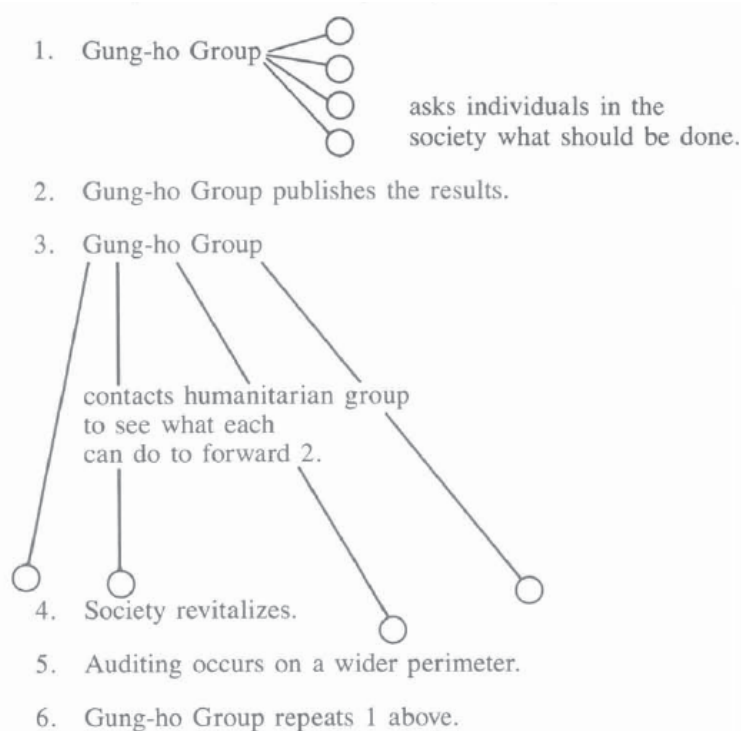 1. Gung-ho Group
asks individuals in the
society what should be done.
2. Gung-ho Group publishes the results.
3. Gung-ho Group
contacts humanitarian group
to see what each
can do to forward 2.
4. Society revitalizes.
5. Auditing occurs on a wider perimeter.
6. Gung-ho Group repeats 1 above.